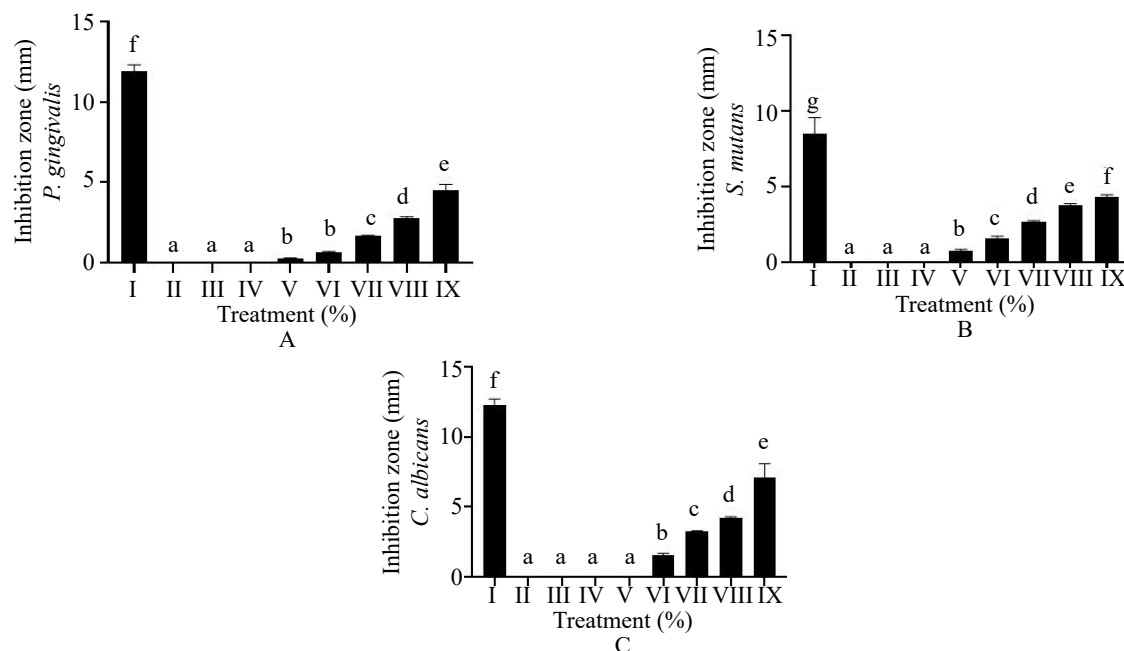 Inhibition zone (mm)
P. gingivalis
15
10
5
0
f
a a a b b c d e
I II III IV V VI VII VIII IX
Treatment (%)
A
Inhibition zone (mm)
S. mutans
15
10
5
0
g
a a a b c d e f
I II III IV V VI VII VIII IX
Treatment (%)
B
Inhibition zone (mm)
C. albicans
15
10
5
0
f
a a a a b c d e
I II III IV V VI VII VIII IX
Treatment (%)
C